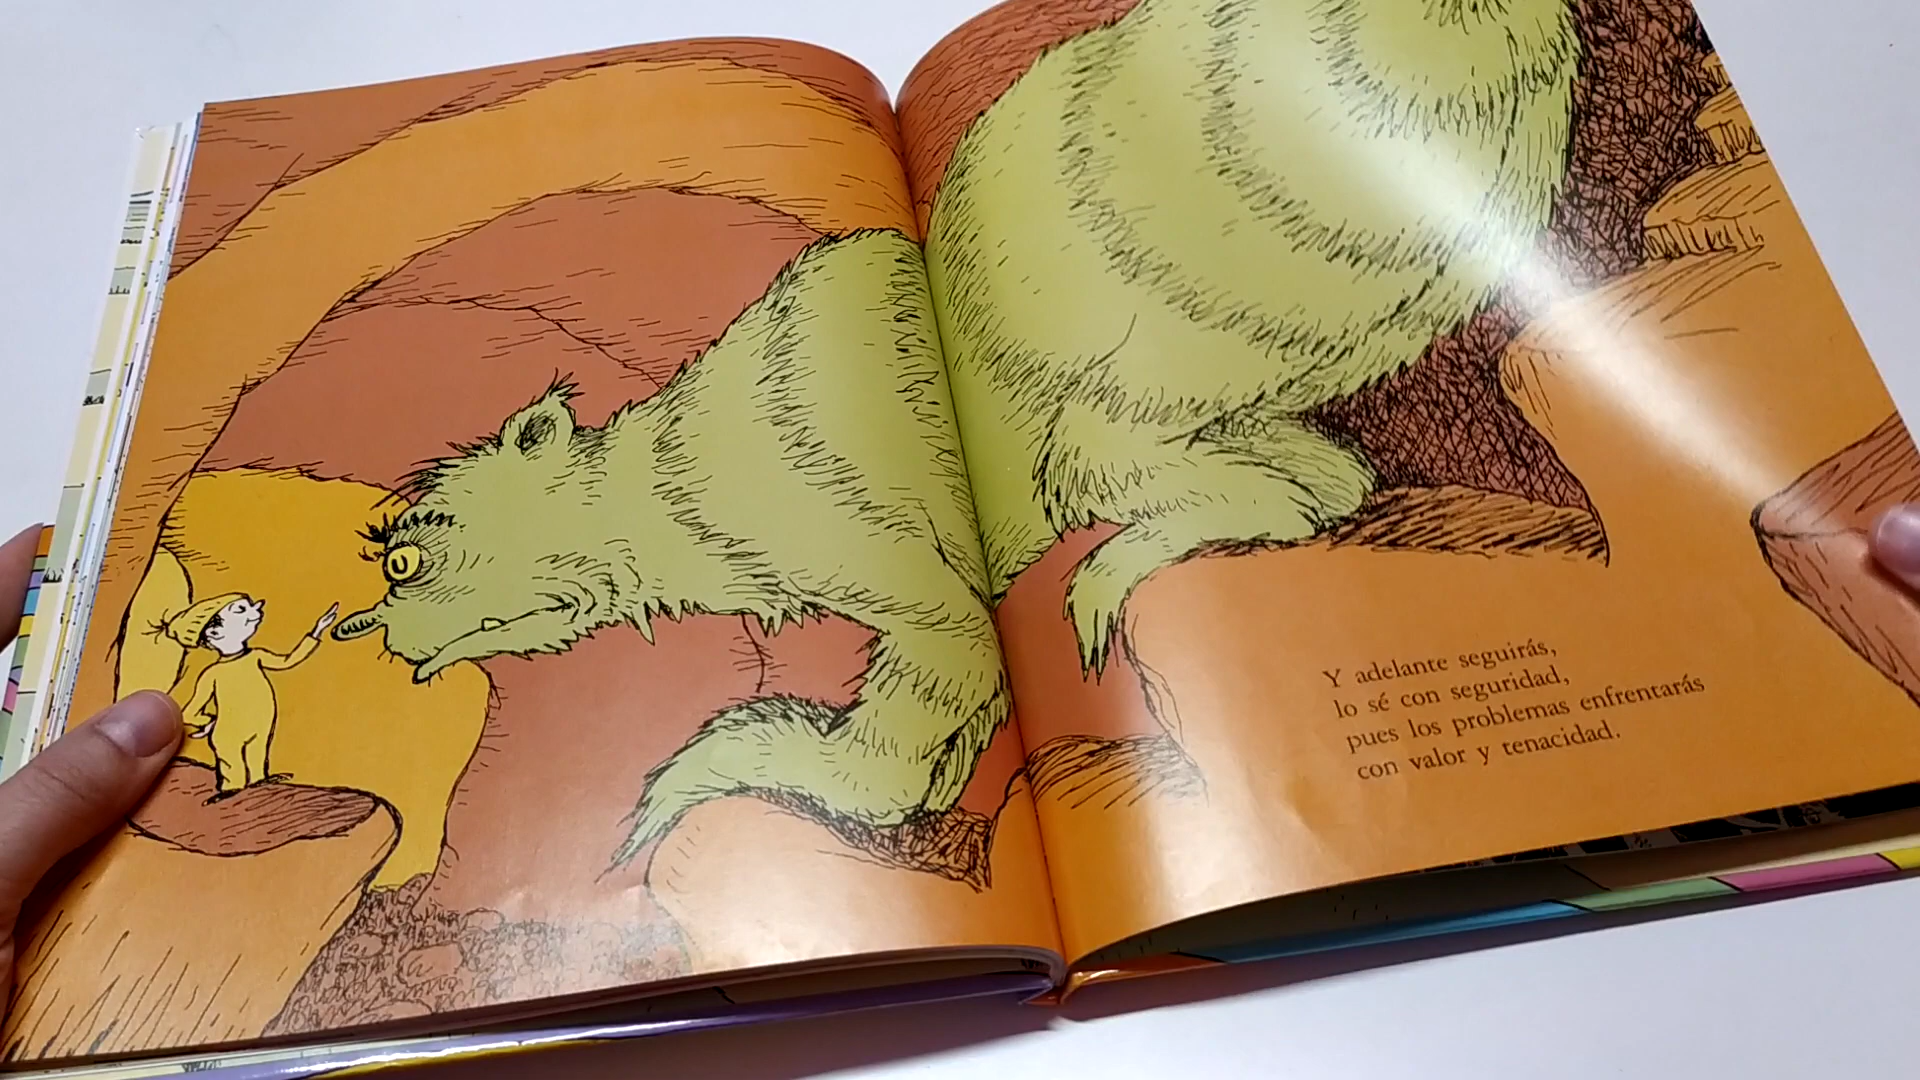 Y adelante seguirás,
lo sé con seguridad,
pues los problemas enfrentarás
con valor y tenacidad.